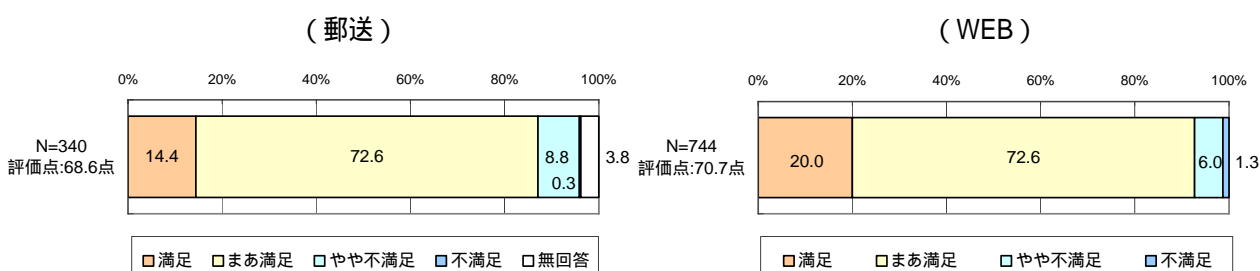 (郵送)
0% 20% 40% 60% 80% 100%
N=340
評価点:68.6点
14.4 72.6 8.8 0.3 3.8
満足 まあ満足 やや不満足 不満足 無回答
(WEB)
0% 20% 40% 60% 80% 100%
N=744
評価点:70.7点
20.0 72.6 6.0 1.3
満足 まあ満足 やや不満足 不満足